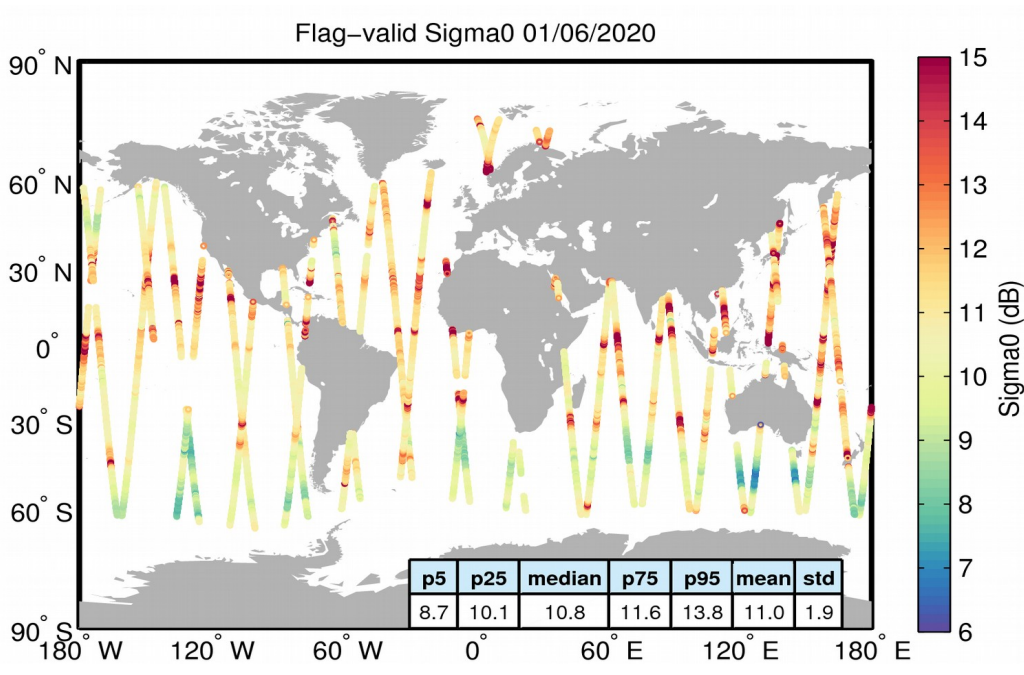 Flag−valid Sigma0 01/06/2020
90° N
60° N
30° N
0°
30° S
60° S
90° S
180° W
120° W
60° W
0°
60° E
120° E
180° E
p5 p25 median p75 p95 mean std
8.7 10.1 10.8 11.6 13.8 11.0 1.9
15
14
13
12
11
10
9
8
7
6
Sigma0 (dB)